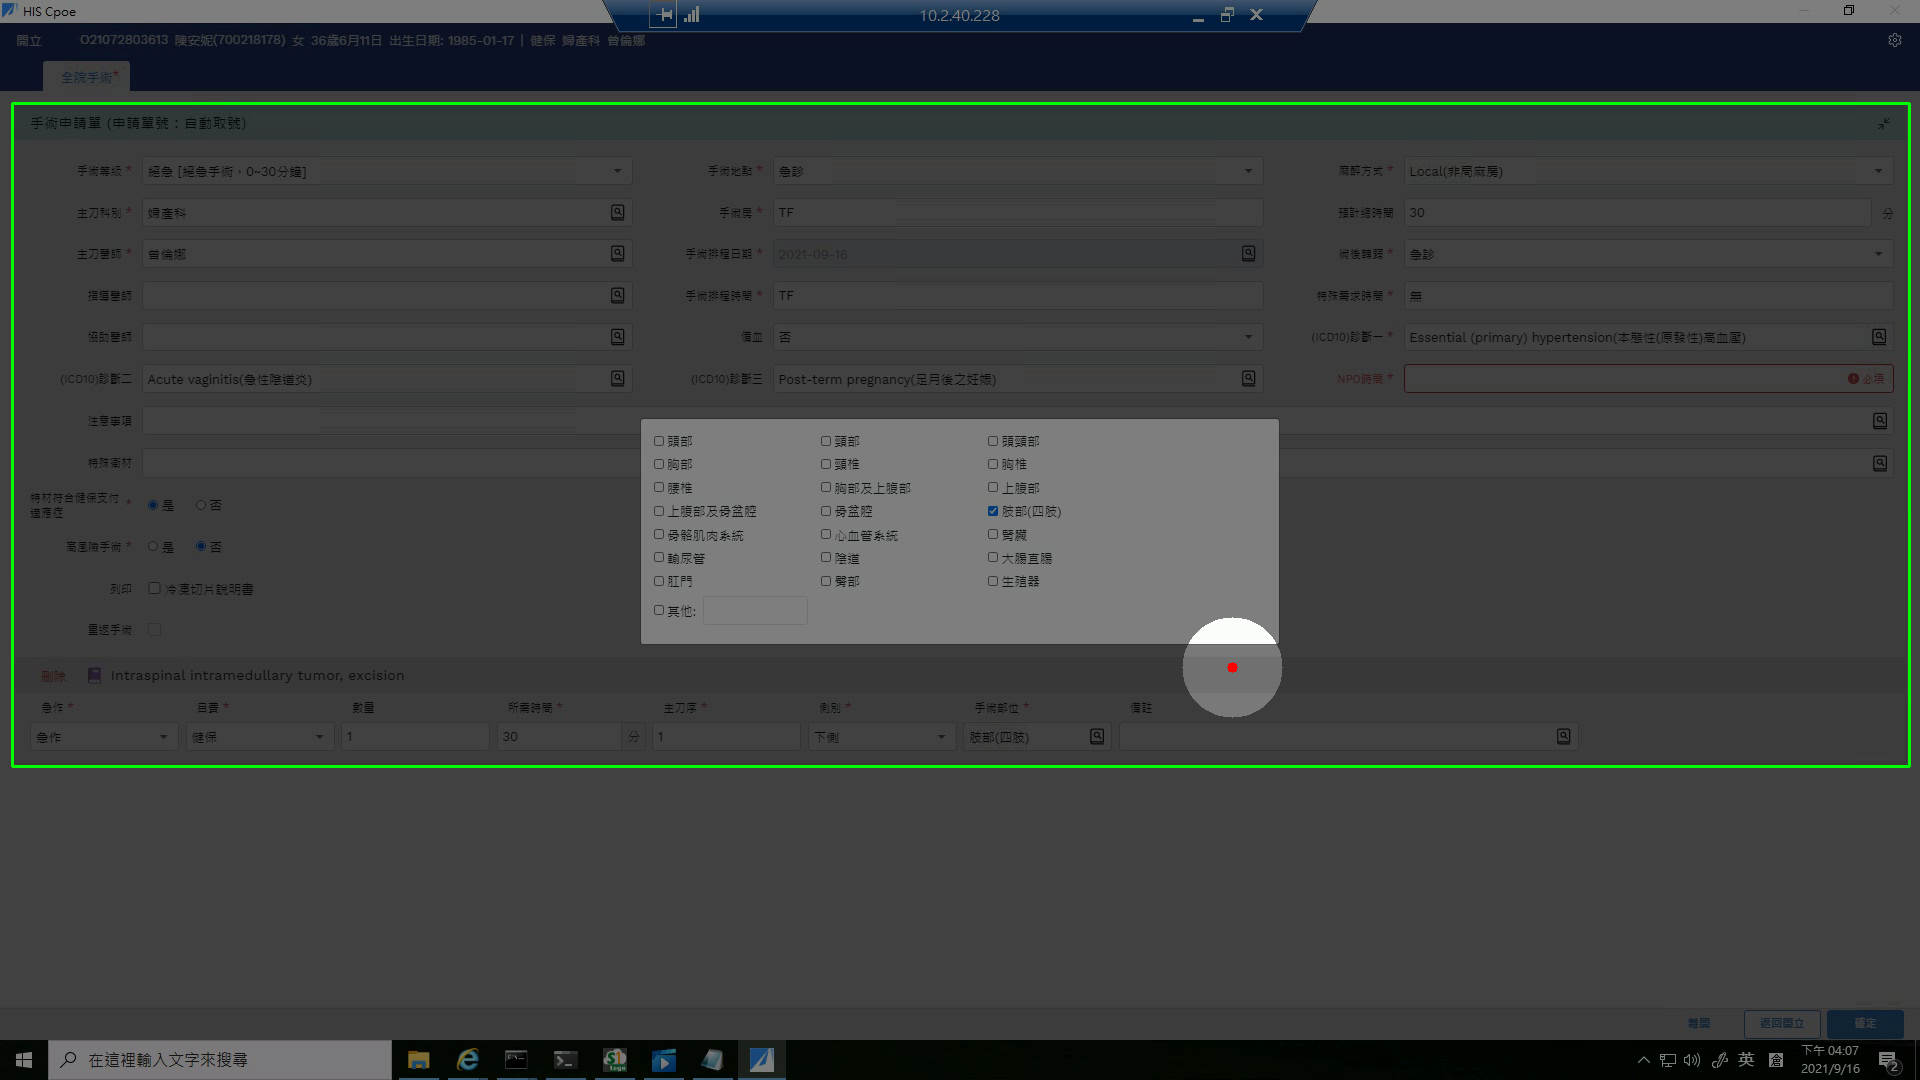 HIS Cpoe
10.2.40.228
開立 O21072803613 陳安妮(700218178) 女 36歲6月11日 出生日期: 1985-01-17 | 健保 婦產科 曾倫娜
全院手術*
手術申請單 (申請單號：自動取號)
手術等級 * 絕急 [絕急手術，0~30分鐘] 手術地點 * 急診 麻醉方式 * Local(非局麻房)
主刀科別 * 婦產科 手術房 * TF 預計總時間 30 分
主刀醫師 * 曾倫娜 手術排程日期 * 2021-09-16 術後轉歸 * 急診
指導醫師 手術排程時間 * TF 特殊需求時間 * 無
協助醫師 備血 否 (ICD10)診斷一 * Essential (primary) hypertension(本態性(原發性)高血壓)
(ICD10)診斷二 Acute vaginitis(急性陰道炎) (ICD10)診斷三 Post-term pregnancy(足月後之妊娠) NPO時間 * 必填
注意事項
特殊衛材
特材符合健保支付適應症 * 是 否
高風險手術 * 是 否
列印 冷凍切片說明書
重返手術
頭部 頸部 頭頸部
胸部 頸椎 胸椎
腰椎 胸部及上腹部 上腹部
上腹部及骨盆腔 骨盆腔 肢部(四肢)
骨骼肌肉系統 心血管系統 腎臟
輸尿管 陰道 大腸直腸
肛門 臀部 生殖器
其他:
刪除 Intraspinal intramedullary tumor, excision
急作 * 自費 * 數量 所需時間 * 主刀序 * 側別 * 手術部位 * 備註
急作 健保 1 30 分 1 下側 肢部(四肢)
離開 返回開立 確定
在這裡輸入文字來搜尋
英
下午 04:07
2021/9/16
2